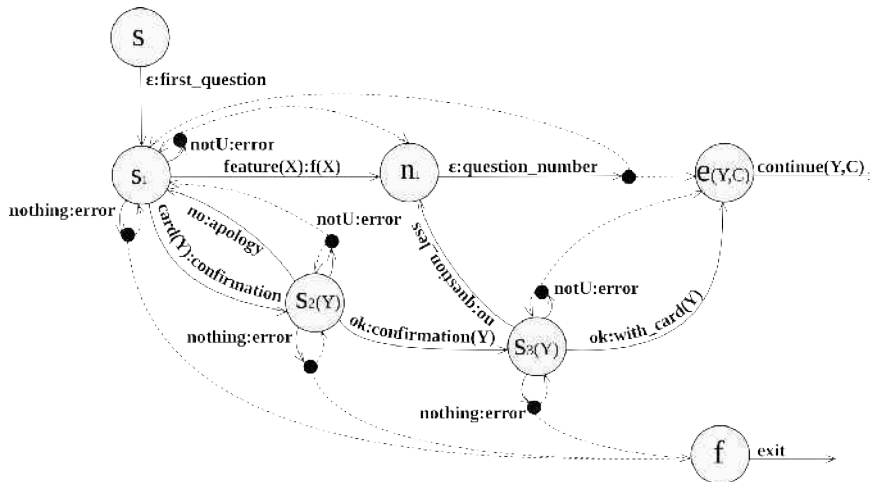 s
ε:first_question
notU:error
s₁
feature(X):f(X)
n₁
ε:question_number
e(Y,C)
continue(Y,C)
nothing:error
no:apology
card(Y):confirmation
notU:error
no:question_less
s₂(Y)
notU:error
nothing:error
ok:confirmation(Y)
s₃(Y)
ok:with_card(Y)
nothing:error
f
exit